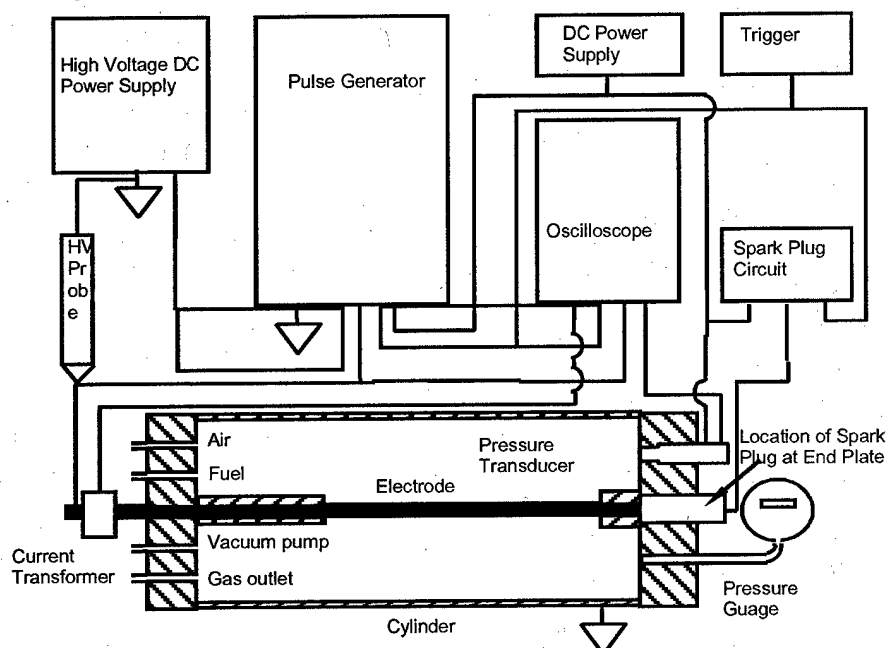 High Voltage DC
Power Supply
Pulse Generator
DC Power
Supply
Trigger
Oscilloscope
Spark Plug
Circuit
HV
Pr
ob
e
Air
Fuel
Electrode
Pressure
Transducer
Location of Spark
Plug at End Plate
Current
Transformer
Vacuum pump
Gas outlet
Cylinder
Pressure
Guage